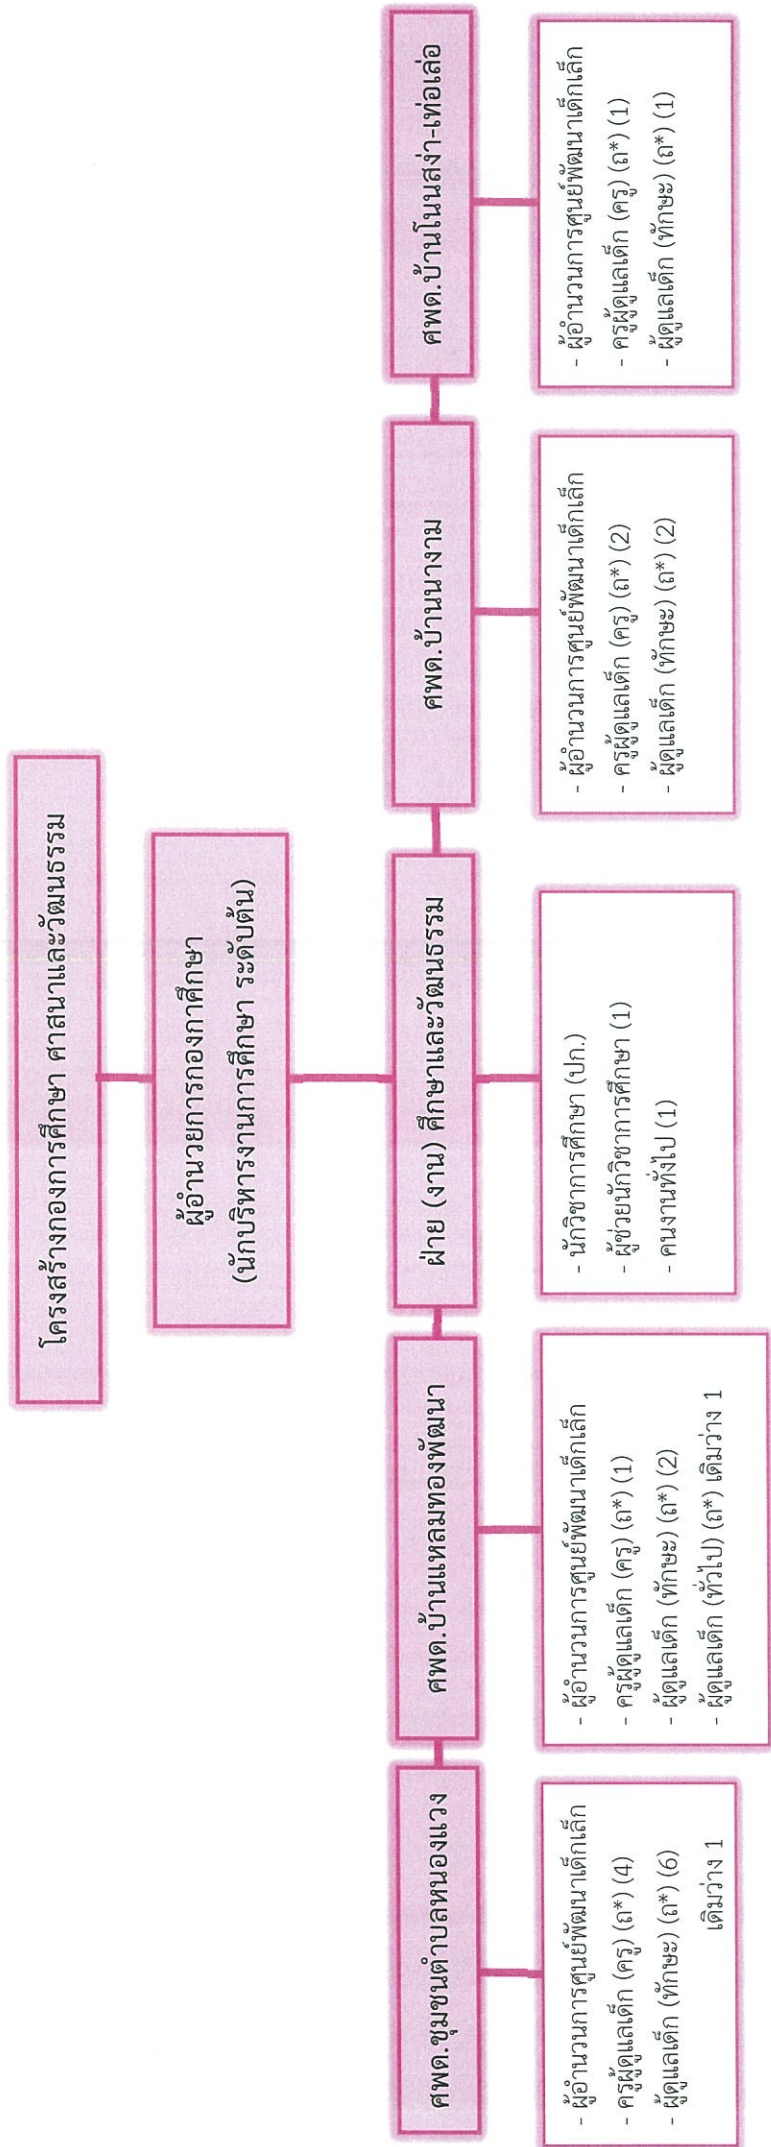 โครงสร้างกองการศึกษา ศาสนาและวัฒนธรรม
ผู้อำนวยการกองกาศึกษา
(นักบริหารงานการศึกษา ระดับต้น)
ศพด.ชุมชนตำบลหนองแวง
- ผู้อำนวนการศูนย์พัฒนาเด็กเล็ก
- ครูผู้ดูแลเด็ก (ครู) (ถ*) (4)
- ผู้ดูแลเด็ก (ทักษะ) (ถ*) (6)
เดิมว่าง 1
ศพด.บ้านแหลมทองพัฒนา
- ผู้อำนวนการศูนย์พัฒนาเด็กเล็ก
- ครูผู้ดูแลเด็ก (ครู) (ถ*) (1)
- ผู้ดูแลเด็ก (ทักษะ) (ถ*) (2)
- ผู้ดูแลเด็ก (ทั่วไป) (ถ*) เดิมว่าง 1
ฝ่าย (งาน) ศึกษาและวัฒนธรรม
- นักวิชาการศึกษา (ปก.)
- ผู้ช่วยนักวิชาการศึกษา (1)
- คนงานทั่งไป (1)
ศพด.บ้านนางาม
- ผู้อำนวนการศูนย์พัฒนาเด็กเล็ก
- ครูผู้ดูแลเด็ก (ครู) (ถ*) (2)
- ผู้ดูแลเด็ก (ทักษะ) (ถ*) (2)
ศพด.บ้านโนนสง่า-เท่อเล่อ
- ผู้อำนวนการศูนย์พัฒนาเด็กเล็ก
- ครูผู้ดูแลเด็ก (ครู) (ถ*) (1)
- ผู้ดูแลเด็ก (ทักษะ) (ถ*) (1)